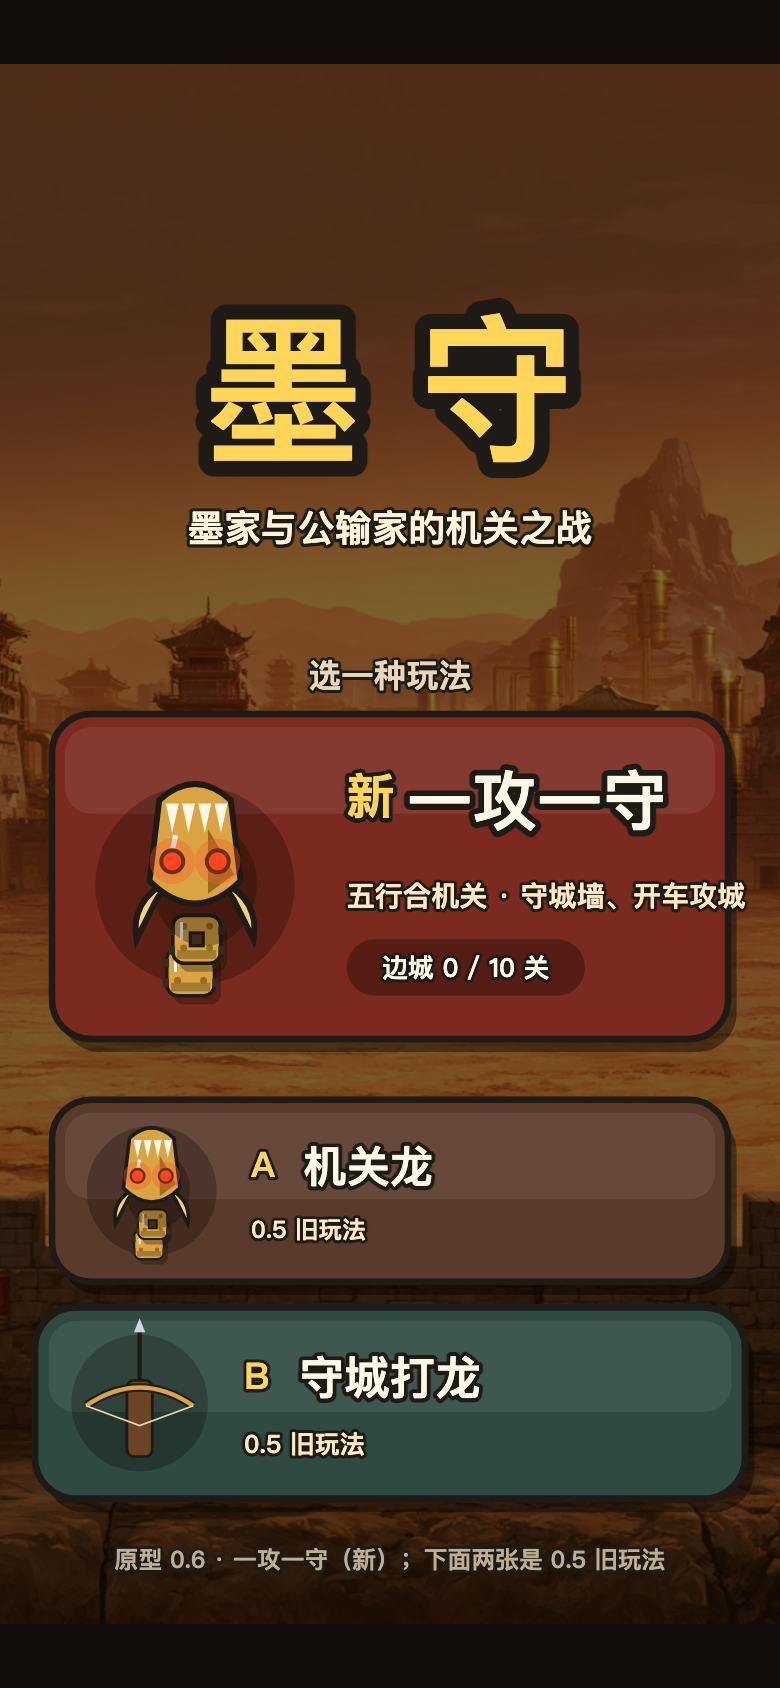 墨守
墨家与公输家的机关之战
选一种玩法
新 一攻一守
五行合机关 · 守城墙、开车攻城
边城 0 / 10 关
A 机关龙
0.5 旧玩法
B 守城打龙
0.5 旧玩法
原型 0.6 · 一攻一守（新）；下面两张是 0.5 旧玩法